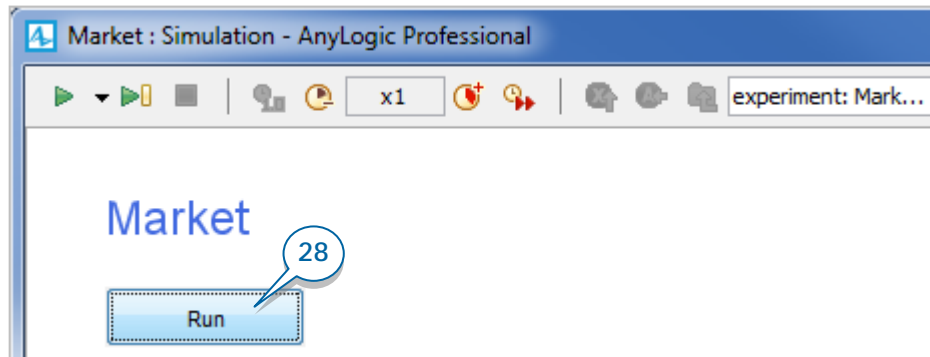 Market : Simulation - AnyLogic Professional
x1
experiment: Mark...
Market
28
Run